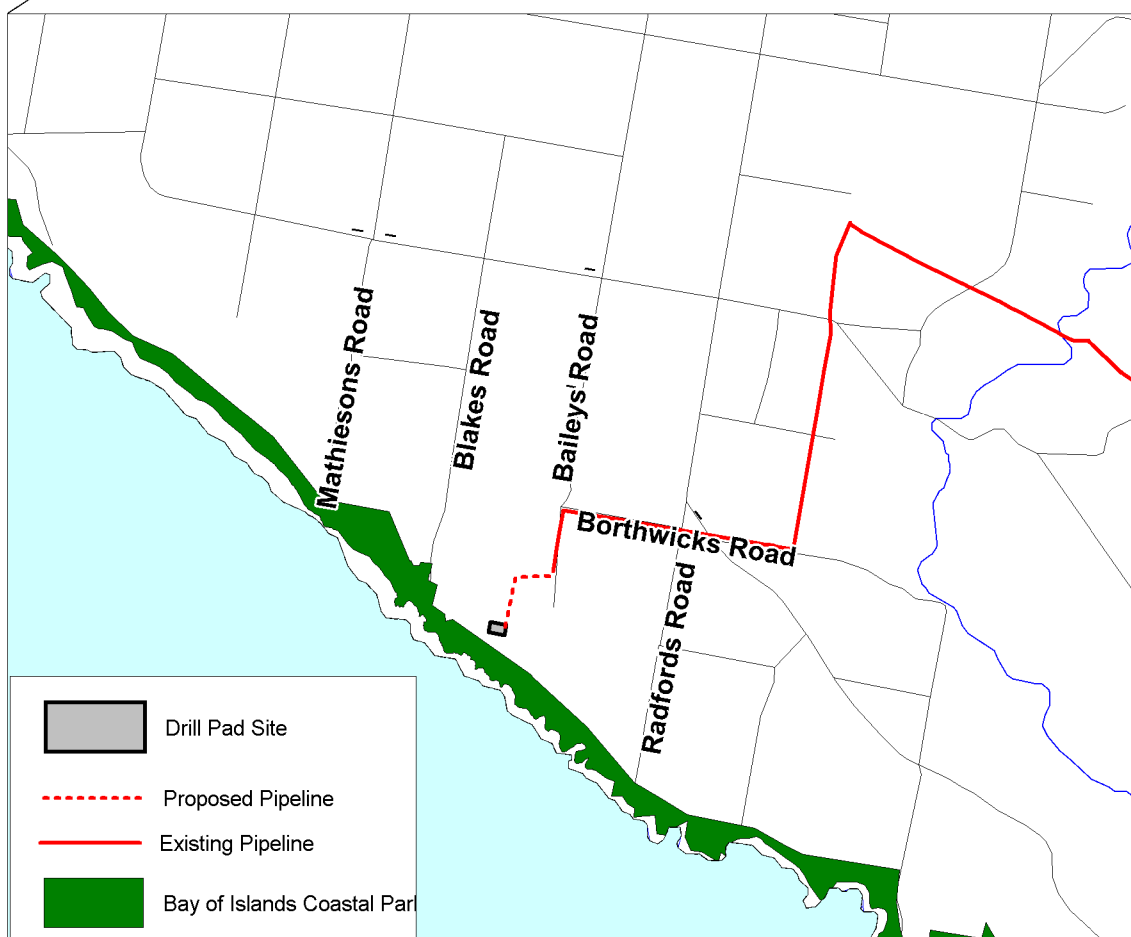 Mathiesons Road
Blakes Road
Baileys' Road
Borthwicks Road
Radfords Road
Drill Pad Site
Proposed Pipeline
Existing Pipeline
Bay of Islands Coastal Park